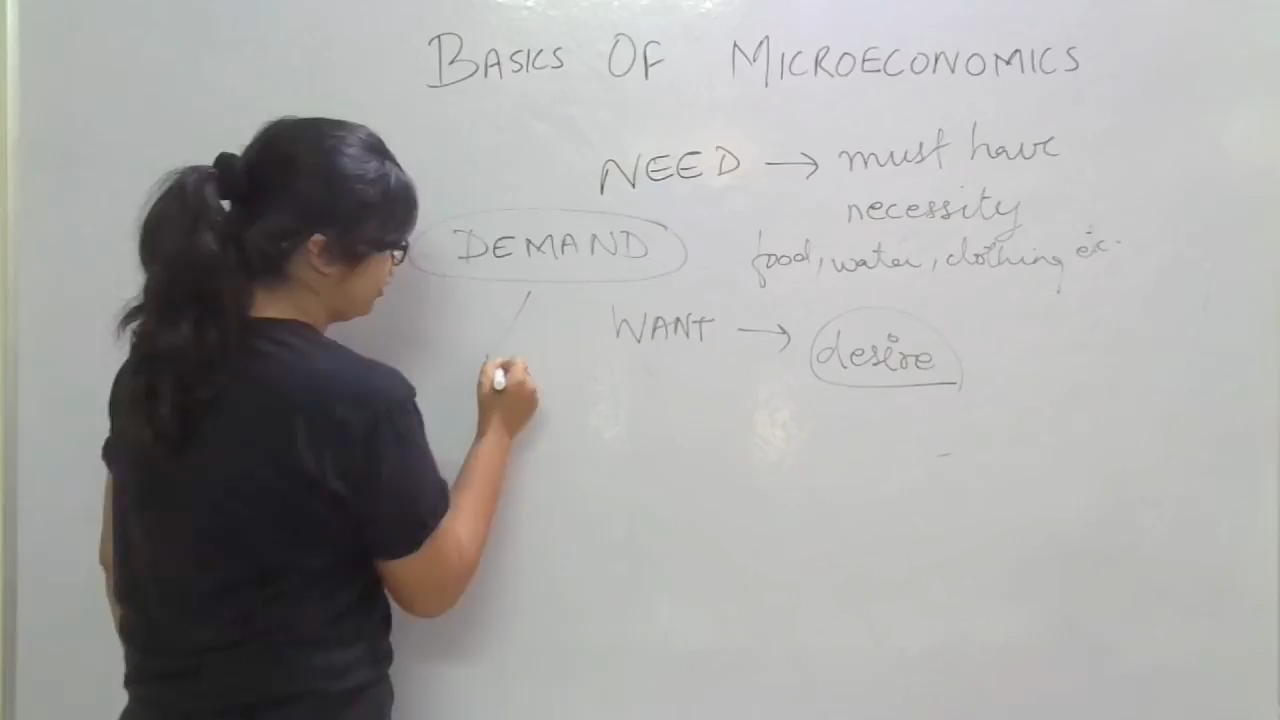 BASICS OF MICROECONOMICS
NEED → must have
necessity
food, water, clothing etc.
DEMAND
WANT → desire